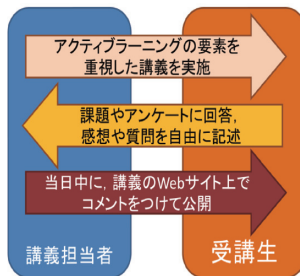 アクティブラーニングの要素を
重視した講義を実施
課題やアンケートに回答,
感想や質問を自由に記述
当日中に, 講義のWebサイト上で
コメントをつけて公開
講義担当者
受講生